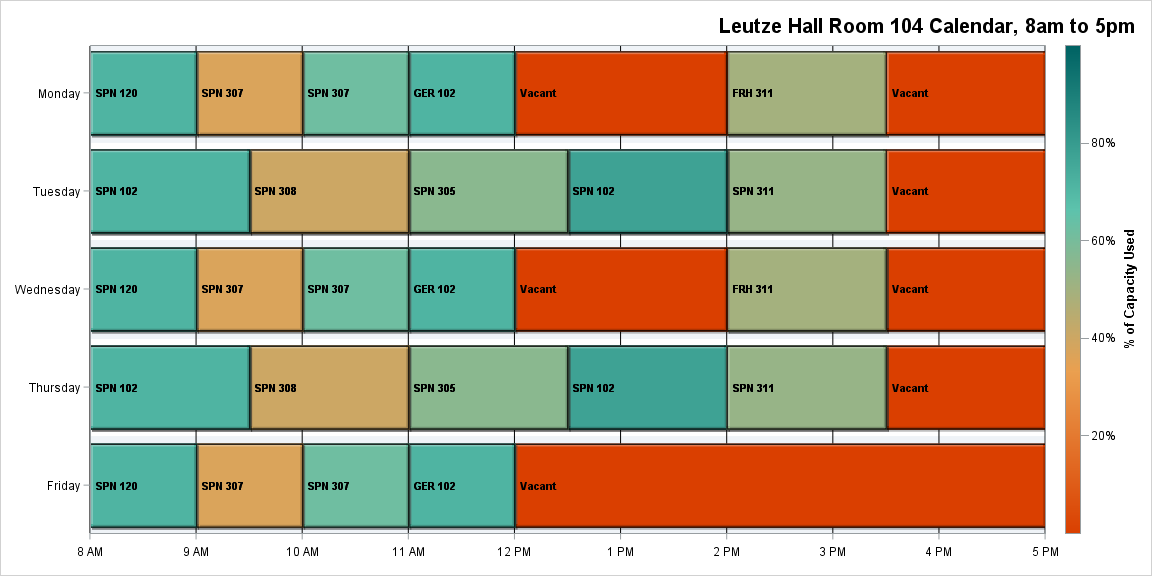 Leutze Hall Room 104 Calendar, 8am to 5pm
Monday
SPN 120
SPN 307
SPN 307
GER 102
Vacant
FRH 311
Vacant
Tuesday
SPN 102
SPN 308
SPN 305
SPN 102
SPN 311
Vacant
Wednesday
SPN 120
SPN 307
SPN 307
GER 102
Vacant
FRH 311
Vacant
Thursday
SPN 102
SPN 308
SPN 305
SPN 102
SPN 311
Vacant
Friday
SPN 120
SPN 307
SPN 307
GER 102
Vacant
8 AM
9 AM
10 AM
11 AM
12 PM
1 PM
2 PM
3 PM
4 PM
5 PM
80%
60%
40%
20%
% of Capacity Used